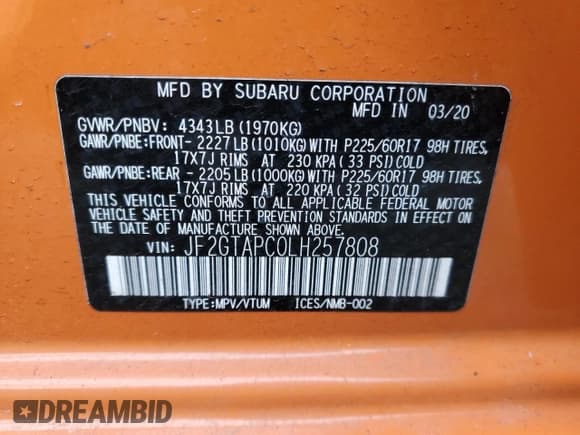 MFD BY SUBARU CORPORATION
MFD IN 03/20
GVWR/PNBV: 4343LB (1970KG)
GAWR/PNBE:FRONT- 2227 LB (1010KG) WITH P225/60R17 98H TIRES,
17X7J RIMS AT 230 KPA ( 33 PSI) COLD
GAWR/PNBE:REAR - 2205 LB (1000KG) WITH P225/60R17 98H TIRES,
17X7J RIMS AT 220 KPA ( 32 PSI) COLD
THIS VEHICLE CONFORMS TO ALL APPLICABLE FEDERAL MOTOR
VEHICLE SAFETY AND THEFT PREVENTION STANDARDS IN EFFECT
ON THE DATE OF MANUFACTURE SHOWN ABOVE.
VIN: JF2GTAPC0LH257808
TYPE:MPV/VTUM ICES/NMB-002
DREAMBID